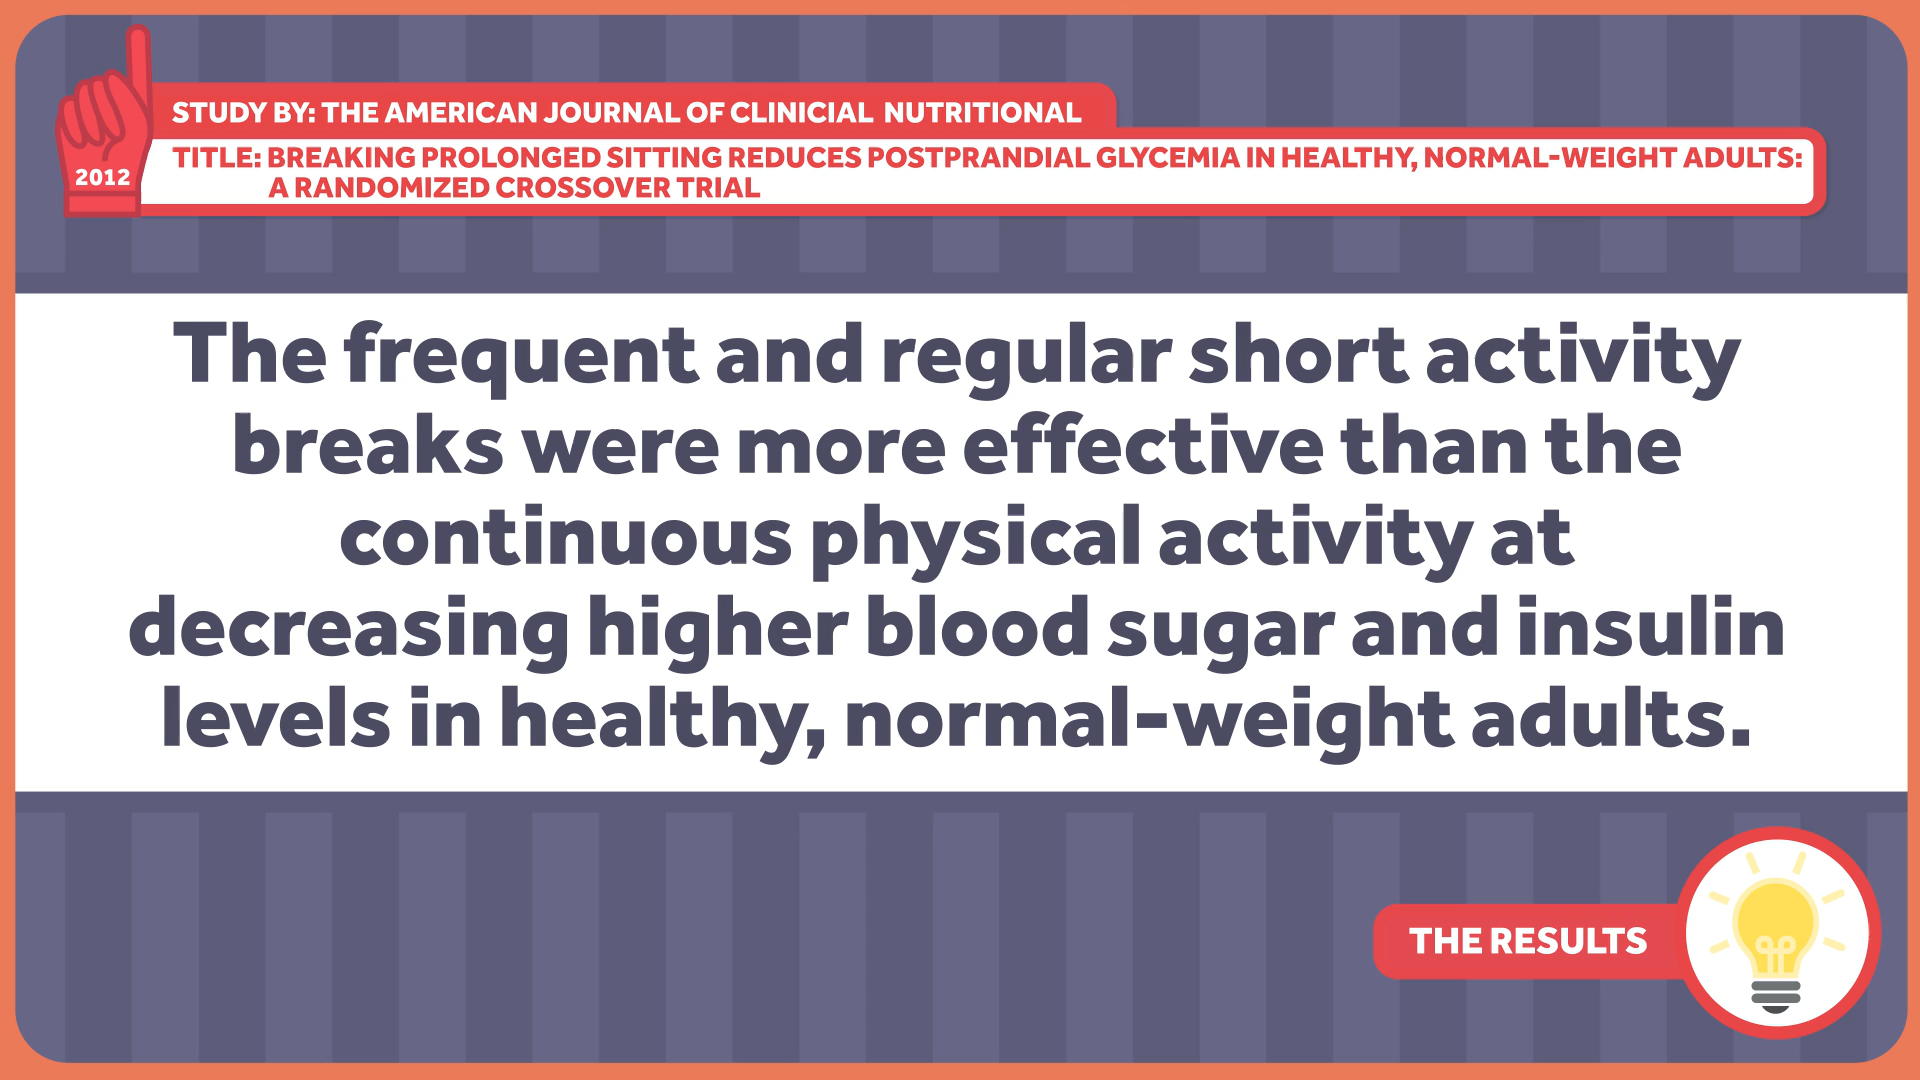 STUDY BY: THE AMERICAN JOURNAL OF CLINICIAL NUTRITIONAL
2012
TITLE: BREAKING PROLONGED SITTING REDUCES POSTPRANDIAL GLYCEMIA IN HEALTHY, NORMAL-WEIGHT ADULTS:
A RANDOMIZED CROSSOVER TRIAL
The frequent and regular short activity
breaks were more effective than the
continuous physical activity at
decreasing higher blood sugar and insulin
levels in healthy, normal-weight adults.
THE RESULTS